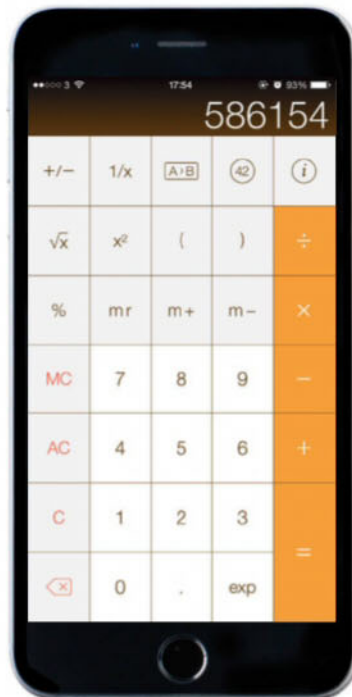 3 17:54 93%
586154
+/- 1/x A›B 42 i
√x x² ( ) ÷
% mr m+ m- ×
MC 7 8 9 −
AC 4 5 6 +
C 1 2 3
0 . exp =